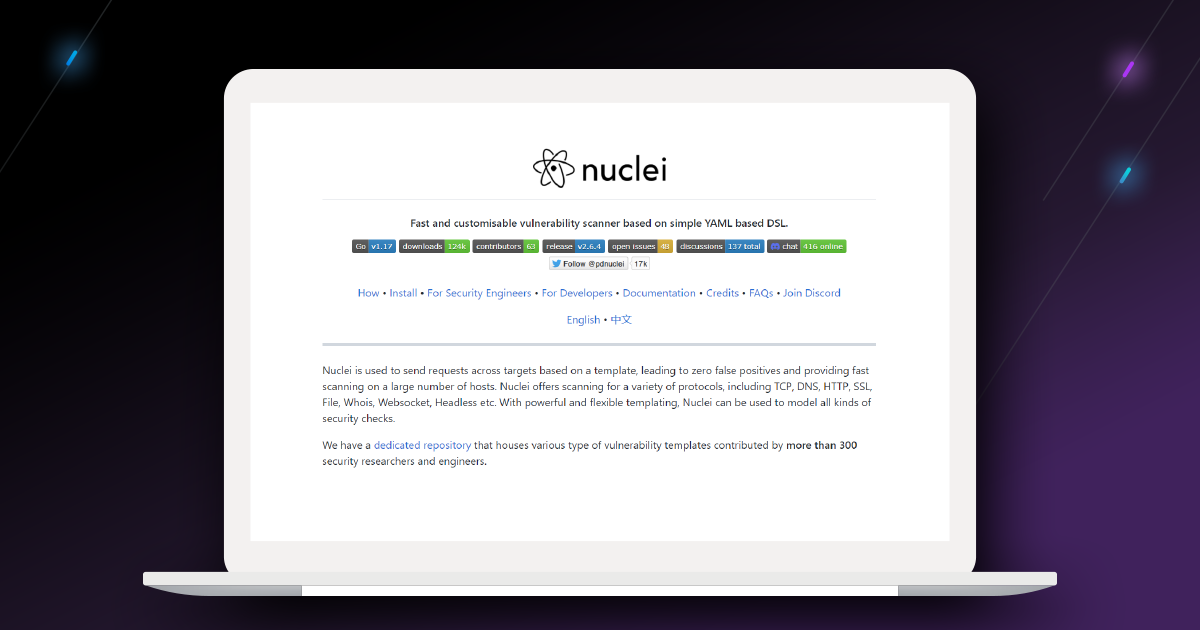 nuclei
Fast and customisable vulnerability scanner based on simple YAML based DSL.
Go v1.17 downloads 124k contributors 63 release v2.6.4 open issues 48 discussions 137 total chat 416 online
Follow @pdnuclei 17k
How • Install • For Security Engineers • For Developers • Documentation • Credits • FAQs • Join Discord
English • 中文
Nuclei is used to send requests across targets based on a template, leading to zero false positives and providing fast
scanning on a large number of hosts. Nuclei offers scanning for a variety of protocols, including TCP, DNS, HTTP, SSL,
File, Whois, Websocket, Headless etc. With powerful and flexible templating, Nuclei can be used to model all kinds of
security checks.
We have a dedicated repository that houses various type of vulnerability templates contributed by more than 300
security researchers and engineers.